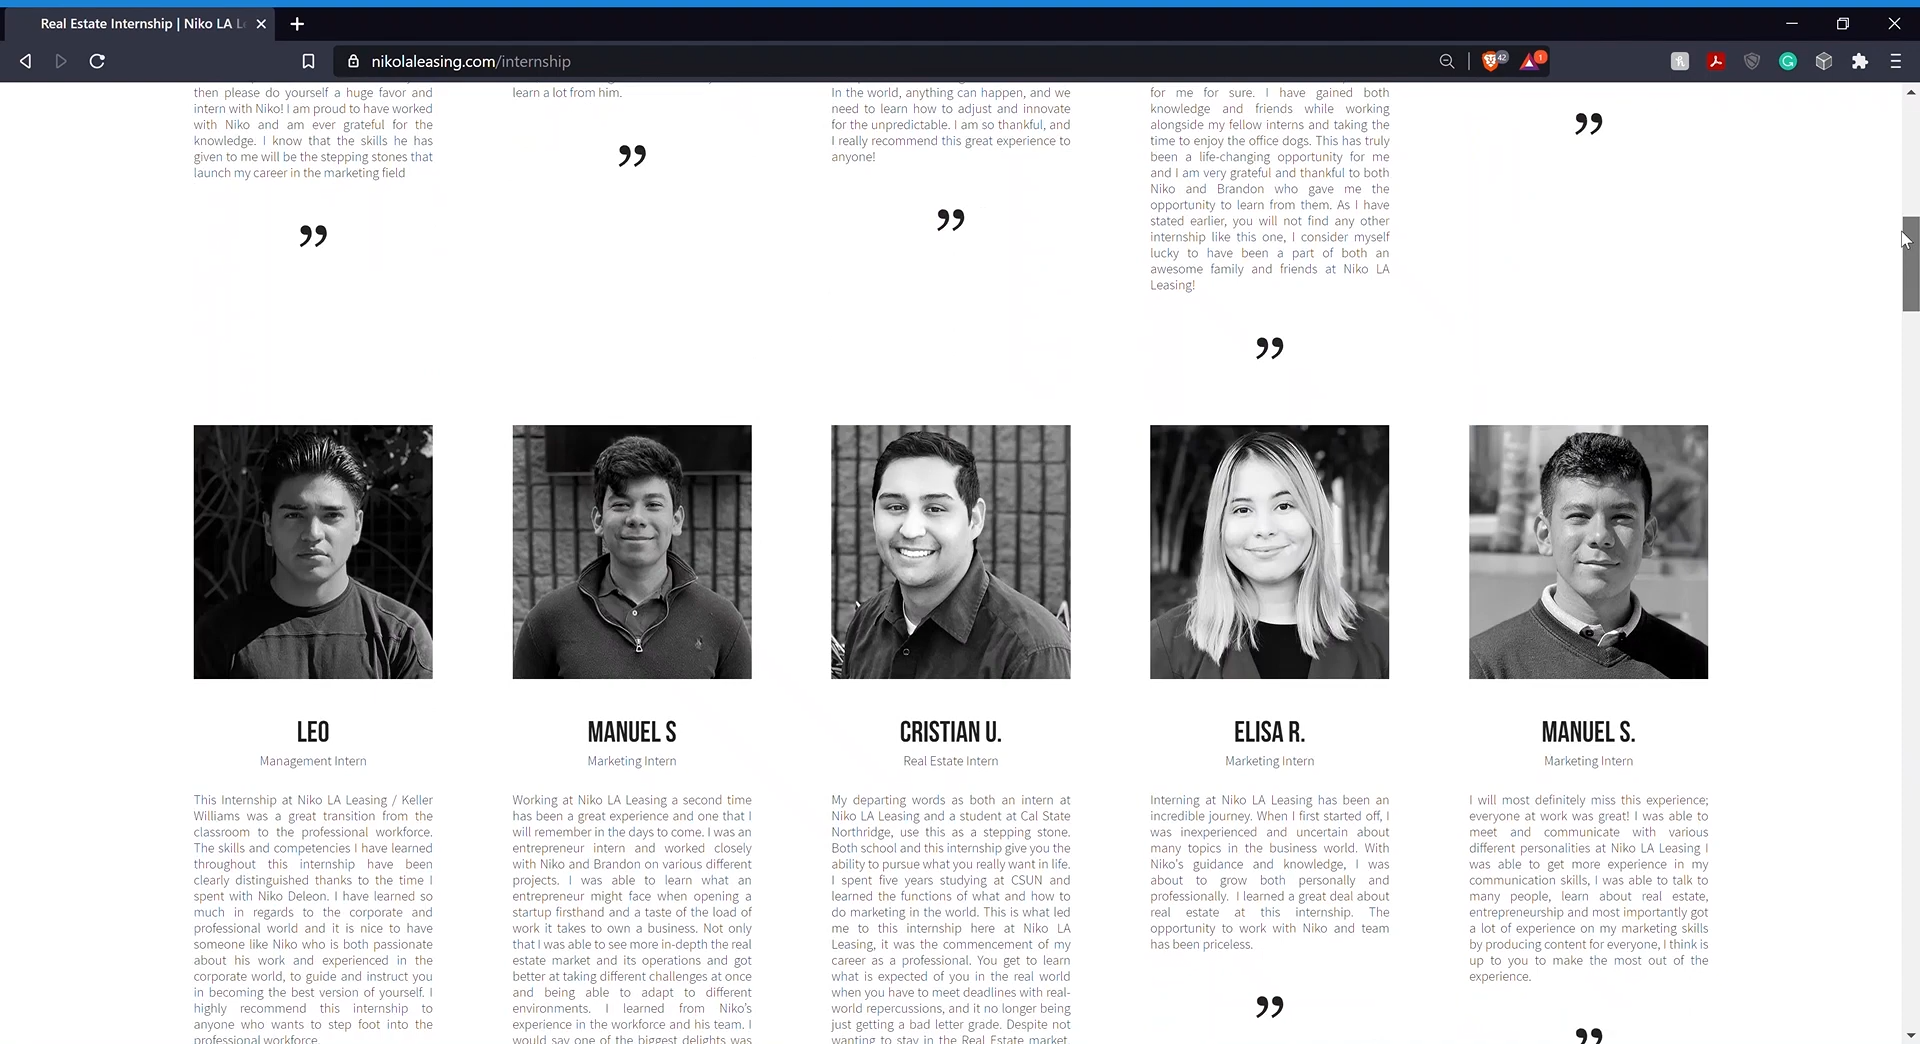 Real Estate Internship | Niko LA L
nikolaleasing.com/internship
42
1
then please do yourself a huge favor and
intern with Niko! I am proud to have worked
with Niko and am ever grateful for the
knowledge. I know that the skills he has
given to me will be the stepping stones that
launch my career in the marketing field
”
learn a lot from him.
”
In the world, anything can happen, and we
need to learn how to adjust and innovate
for the unpredictable. I am so thankful, and
I really recommend this great experience to
anyone!
”
for me for sure. I have gained both
knowledge and friends while working
alongside my fellow interns and taking the
time to enjoy the office dogs. This has truly
been a life-changing opportunity for me
and I am very grateful and thankful to both
Niko and Brandon who gave me the
opportunity to learn from them. As I have
stated earlier, you will not find any other
internship like this one, I consider myself
lucky to have been a part of both an
awesome family and friends at Niko LA
Leasing!
”
”
LEO
Management Intern
This Internship at Niko LA Leasing / Keller
Williams was a great transition from the
classroom to the professional workforce.
The skills and competencies I have learned
throughout this internship have been
clearly distinguished thanks to the time I
spent with Niko Deleon. I have learned so
much in regards to the corporate and
professional world and it is nice to have
someone like Niko who is both passionate
about his work and experienced in the
corporate world, to guide and instruct you
in becoming the best version of yourself. I
highly recommend this internship to
anyone who wants to step foot into the
professional workforce.
MANUEL S
Marketing Intern
Working at Niko LA Leasing a second time
has been a great experience and one that I
will remember in the days to come. I was an
entrepreneur intern and worked closely
with Niko and Brandon on various different
projects. I was able to learn what an
entrepreneur might face when opening a
startup firsthand and a taste of the load of
work it takes to own a business. Not only
that I was able to see more in-depth the real
estate market and its operations and got
better at taking different challenges at once
and being able to adapt to different
environments. I learned from Niko's
experience in the workforce and his team. I
would say one of the biggest delights was
CRISTIAN U.
Real Estate Intern
My departing words as both an intern at
Niko LA Leasing and a student at Cal State
Northridge, use this as a stepping stone.
Both school and this internship give you the
ability to pursue what you really want in life.
I spent five years studying at CSUN and
learned the functions of what and how to
do marketing in the world. This is what led
me to this internship here at Niko LA
Leasing, it was the commencement of my
career as a professional. You get to learn
what is expected of you in the real world
when you have to meet deadlines with real-
world repercussions, and it no longer being
just getting a bad letter grade. Despite not
wanting to stay in the Real Estate market,
ELISA R.
Marketing Intern
Interning at Niko LA Leasing has been an
incredible journey. When I first started off, I
was inexperienced and uncertain about
many topics in the business world. With
Niko's guidance and knowledge, I was
about to grow both personally and
professionally. I learned a great deal about
real estate at this internship. The
opportunity to work with Niko and team
has been priceless.
”
MANUEL S.
Marketing Intern
I will most definitely miss this experience;
everyone at work was great! I was able to
meet and communicate with various
different personalities at Niko LA Leasing I
was able to get more experience in my
communication skills, I was able to talk to
many people, learn about real estate,
entrepreneurship and most importantly got
a lot of experience on my marketing skills
by producing content for everyone, I think is
up to you to make the most out of the
experience.
”